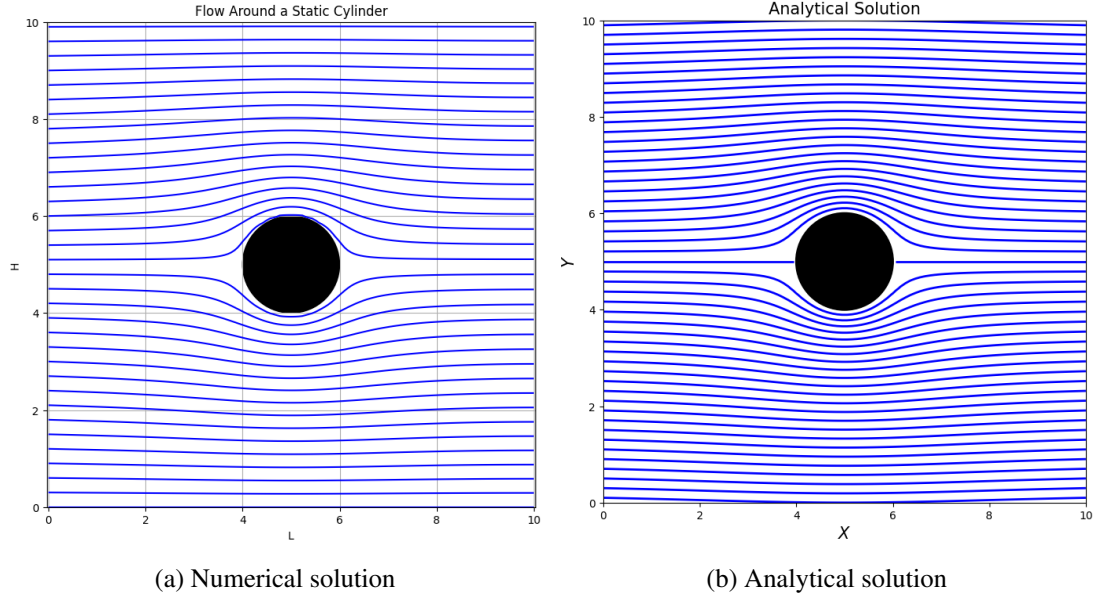 Flow Around a Static Cylinder
10
8
6
4
2
0
H
0 2 4 6 8 10
L
(a) Numerical solution
Analytical Solution
10
8
6
4
2
0
Y
0 2 4 6 8 10
X
(b) Analytical solution